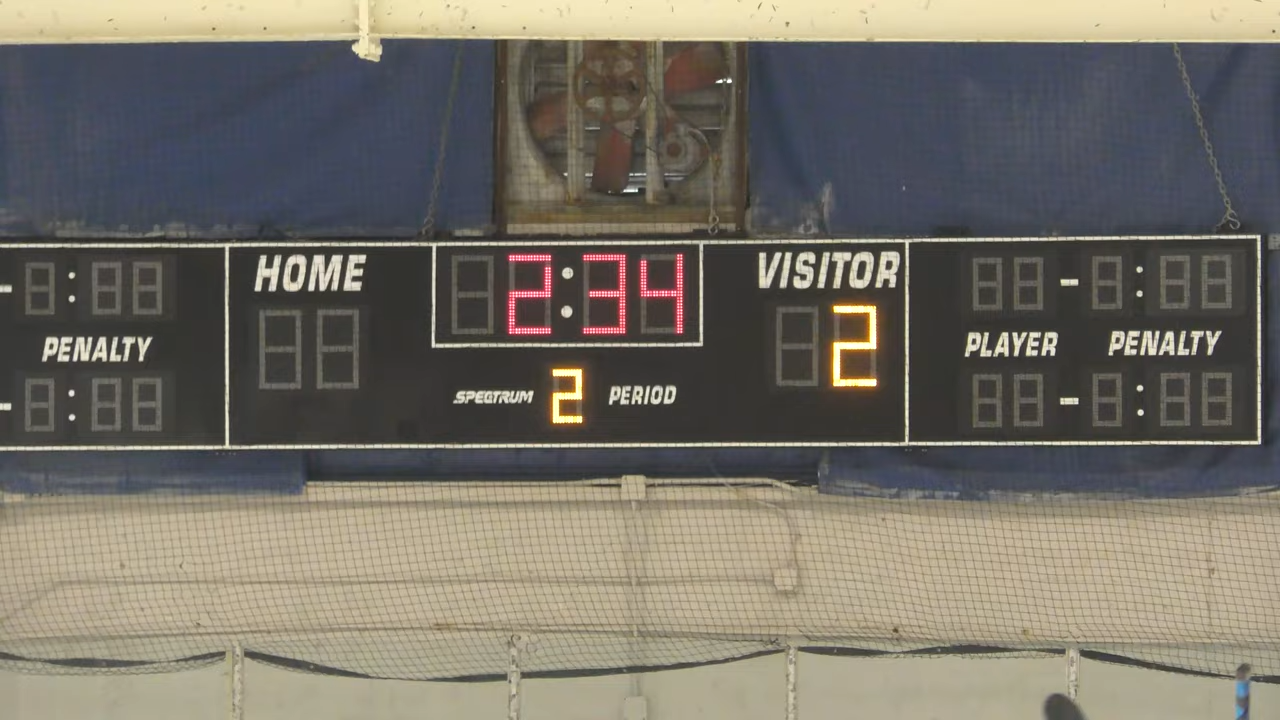 HOME
2:34
VISITOR
2
PENALTY
SPECTRUM
2
PERIOD
PLAYER
PENALTY